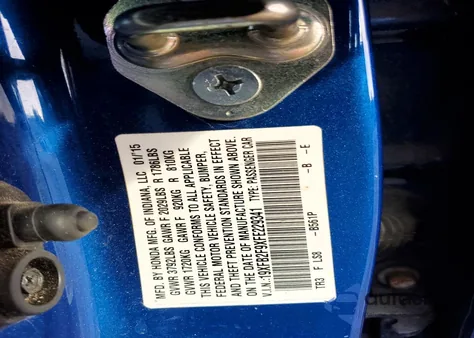 MFD. BY HONDA MFG. OF INDIANA, LLC 01/15
GVWR 3792LBS GAWR F 2029LBS R 1786LBS
GVWR 1720KG GAWR F 920KG R 810KG
THIS VEHICLE CONFORMS TO ALL APPLICABLE
FEDERAL MOTOR VEHICLE SAFETY, BUMPER,
AND THEFT PREVENTION STANDARDS IN EFFECT
ON THE DATE OF MANUFACTURE SHOWN ABOVE.
V.I.N.:19XFB2F9XFE229341 TYPE: PASSENGER CAR
TR3 F LS8 -B561P -B -E